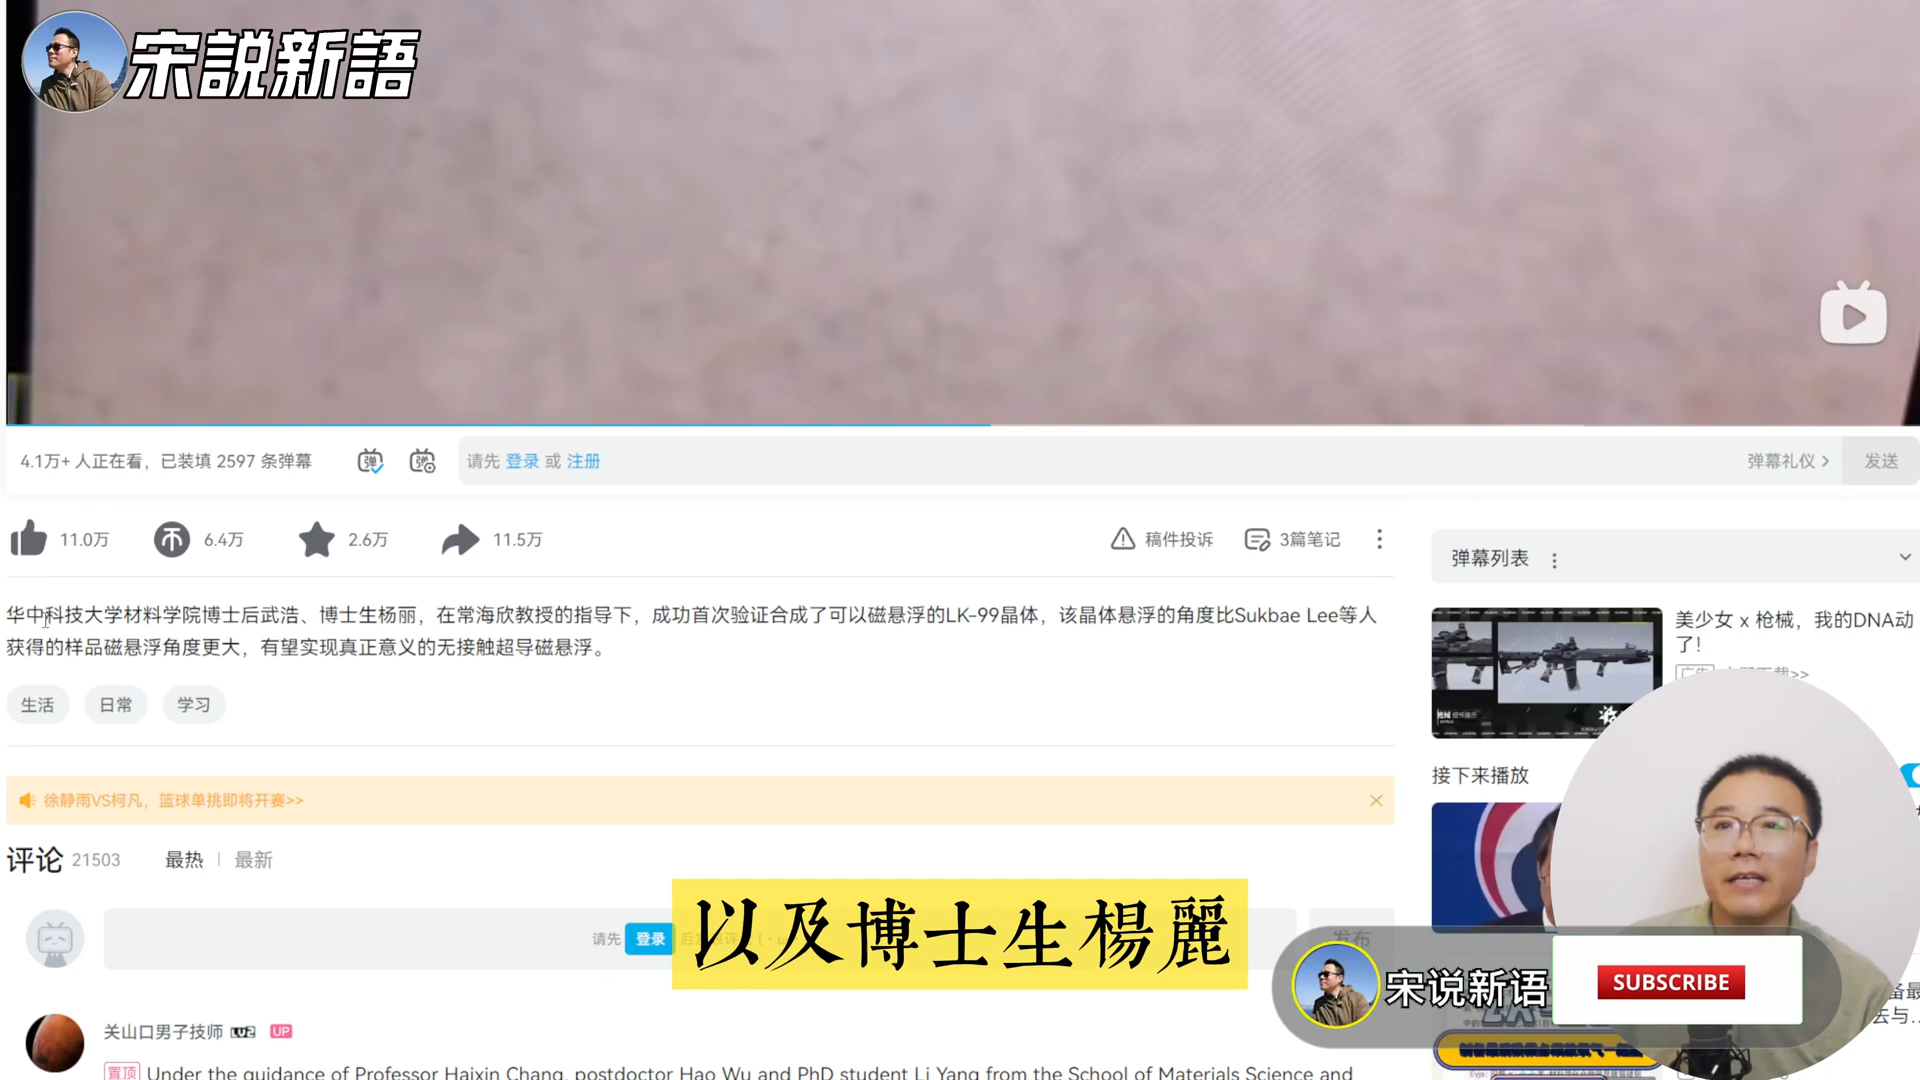 宋説新語
4.1万+ 人正在看，已装填 2597 条弹幕
请先 登录 或 注册
弹幕礼仪 >
发送
11.0万
6.4万
2.6万
11.5万
稿件投诉
3篇笔记
弹幕列表
华中科技大学材料学院博士后武浩、博士生杨丽，在常海欣教授的指导下，成功首次验证合成了可以磁悬浮的LK-99晶体，该晶体悬浮的角度比Sukbae Lee等人
获得的样品磁悬浮角度更大，有望实现真正意义的无接触超导磁悬浮。
美少女 x 枪械，我的DNA动
了！
生活
日常
学习
接下来播放
徐静雨VS柯凡，篮球单挑即将开赛>>
评论 21503
最热
最新
请先 登录
发布
以及博士生楊麗
宋说新语
SUBSCRIBE
关山口男子技师
UP
置顶 Under the guidance of Professor Haixin Chang, postdoctor Hao Wu and PhD student Li Yang from the School of Materials Science and